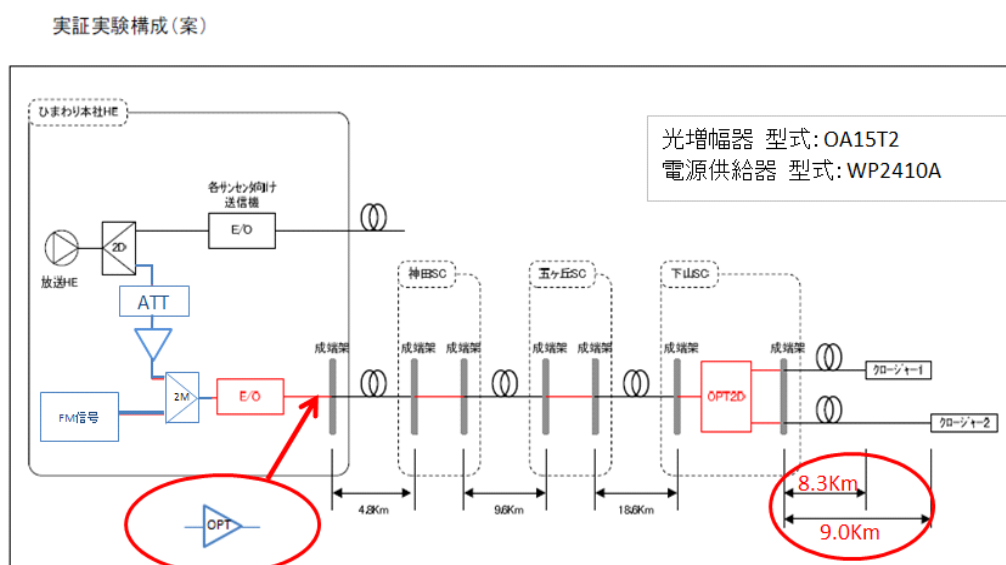 実証実験構成(案)
ひまわり本社HE
光増幅器 型式:OA15T2
電源供給器 型式:WP2410A
各サンセンタ向け
送信機
E/O
2D
放送HE
神田SC
五ヶ丘SC
下山SC
ATT
成端架
成端架
成端架
成端架
成端架
成端架
成端架
クロージャー1
2M
E/O
OPT2D
FM信号
クロージャー2
8.3Km
4.8Km
9.6Km
18.6Km
OPT
9.0Km